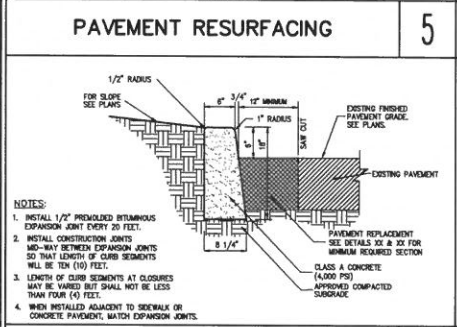 PAVEMENT RESURFACING
5
1/2" RADIUS
6"
3/4"
12" MINIMUM
FOR SLOPE
SEE PLANS
1" RADIUS
EXISTING FINISHED
PAVEMENT GRADE.
SEE PLANS.
SAW CUT
6"
18"
EXISTING PAVEMENT
NOTES:
1. INSTALL 1/2" PREMOLDED BITUMINOUS
EXPANSION JOINT EVERY 20 FEET.
2. INSTALL CONSTRUCTION JOINTS
MID-WAY BETWEEN EXPANSION JOINTS
SO THAT LENGTH OF CURB SEGMENTS
WILL BE TEN (10) FEET.
3. LENGTH OF CURB SEGMENTS AT CLOSURES
MAY BE VARIED BUT SHALL NOT BE LESS
THAN FOUR (4) FEET.
4. WHEN INSTALLED ADJACENT TO SIDEWALK OR
CONCRETE PAVEMENT, MATCH EXPANSION JOINTS.
8 1/4"
PAVEMENT REPLACEMENT
SEE DETAILS XX & XX FOR
MINIMUM REQUIRED SECTION
CLASS A CONCRETE
(4,000 PSI)
APPROVED COMPACTED
SUBGRADE